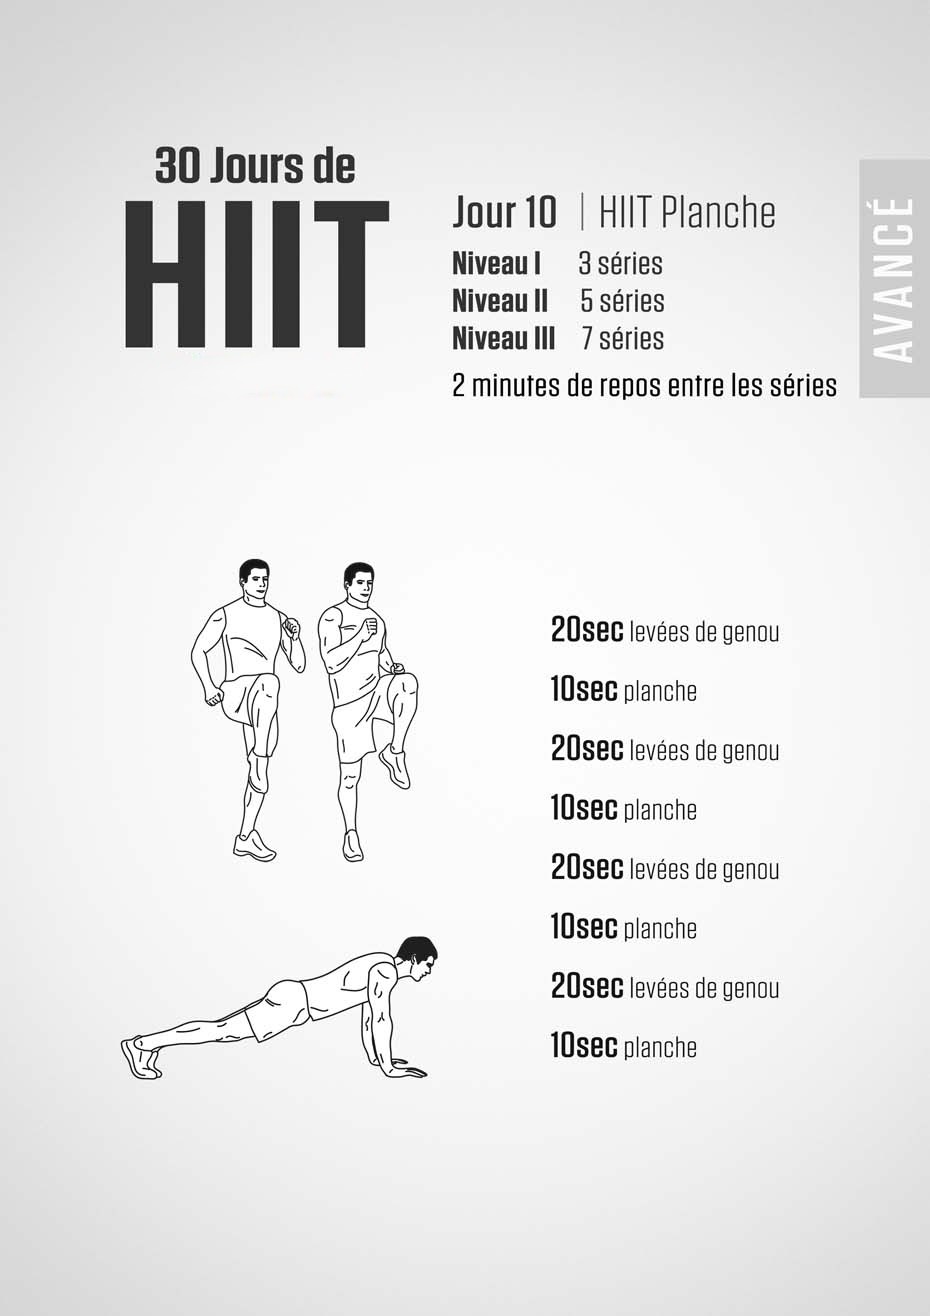 30 Jours de
HIIT
Jour 10 | HIIT Planche
Niveau I 3 séries
Niveau II 5 séries
Niveau III 7 séries
2 minutes de repos entre les séries
AVANCÉ
20sec levées de genou
10sec planche
20sec levées de genou
10sec planche
20sec levées de genou
10sec planche
20sec levées de genou
10sec planche